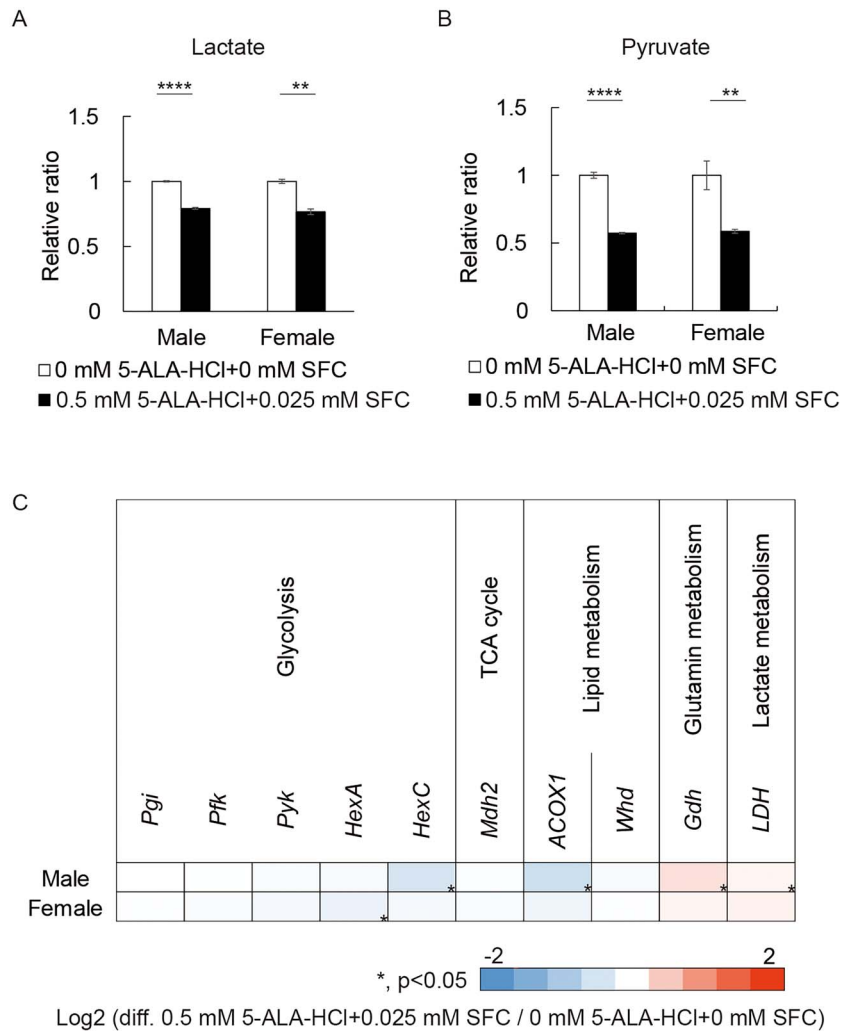 A
Lactate
**** **
1.5
1
0.5
0
Relative ratio
Male Female
0 mM 5-ALA-HCl+0 mM SFC
0.5 mM 5-ALA-HCl+0.025 mM SFC
B
Pyruvate
**** **
1.5
1
0.5
0
Relative ratio
Male Female
0 mM 5-ALA-HCl+0 mM SFC
0.5 mM 5-ALA-HCl+0.025 mM SFC
C
Glycolysis
TCA cycle
Lipid metabolism
Glutamin metabolism
Lactate metabolism
Pgi
Pfk
Pyk
HexA
HexC
Mdh2
ACOX1
Whd
Gdh
LDH
Male * * * *
Female *
-2 2
*, p<0.05
Log2 (diff. 0.5 mM 5-ALA-HCl+0.025 mM SFC / 0 mM 5-ALA-HCl+0 mM SFC)